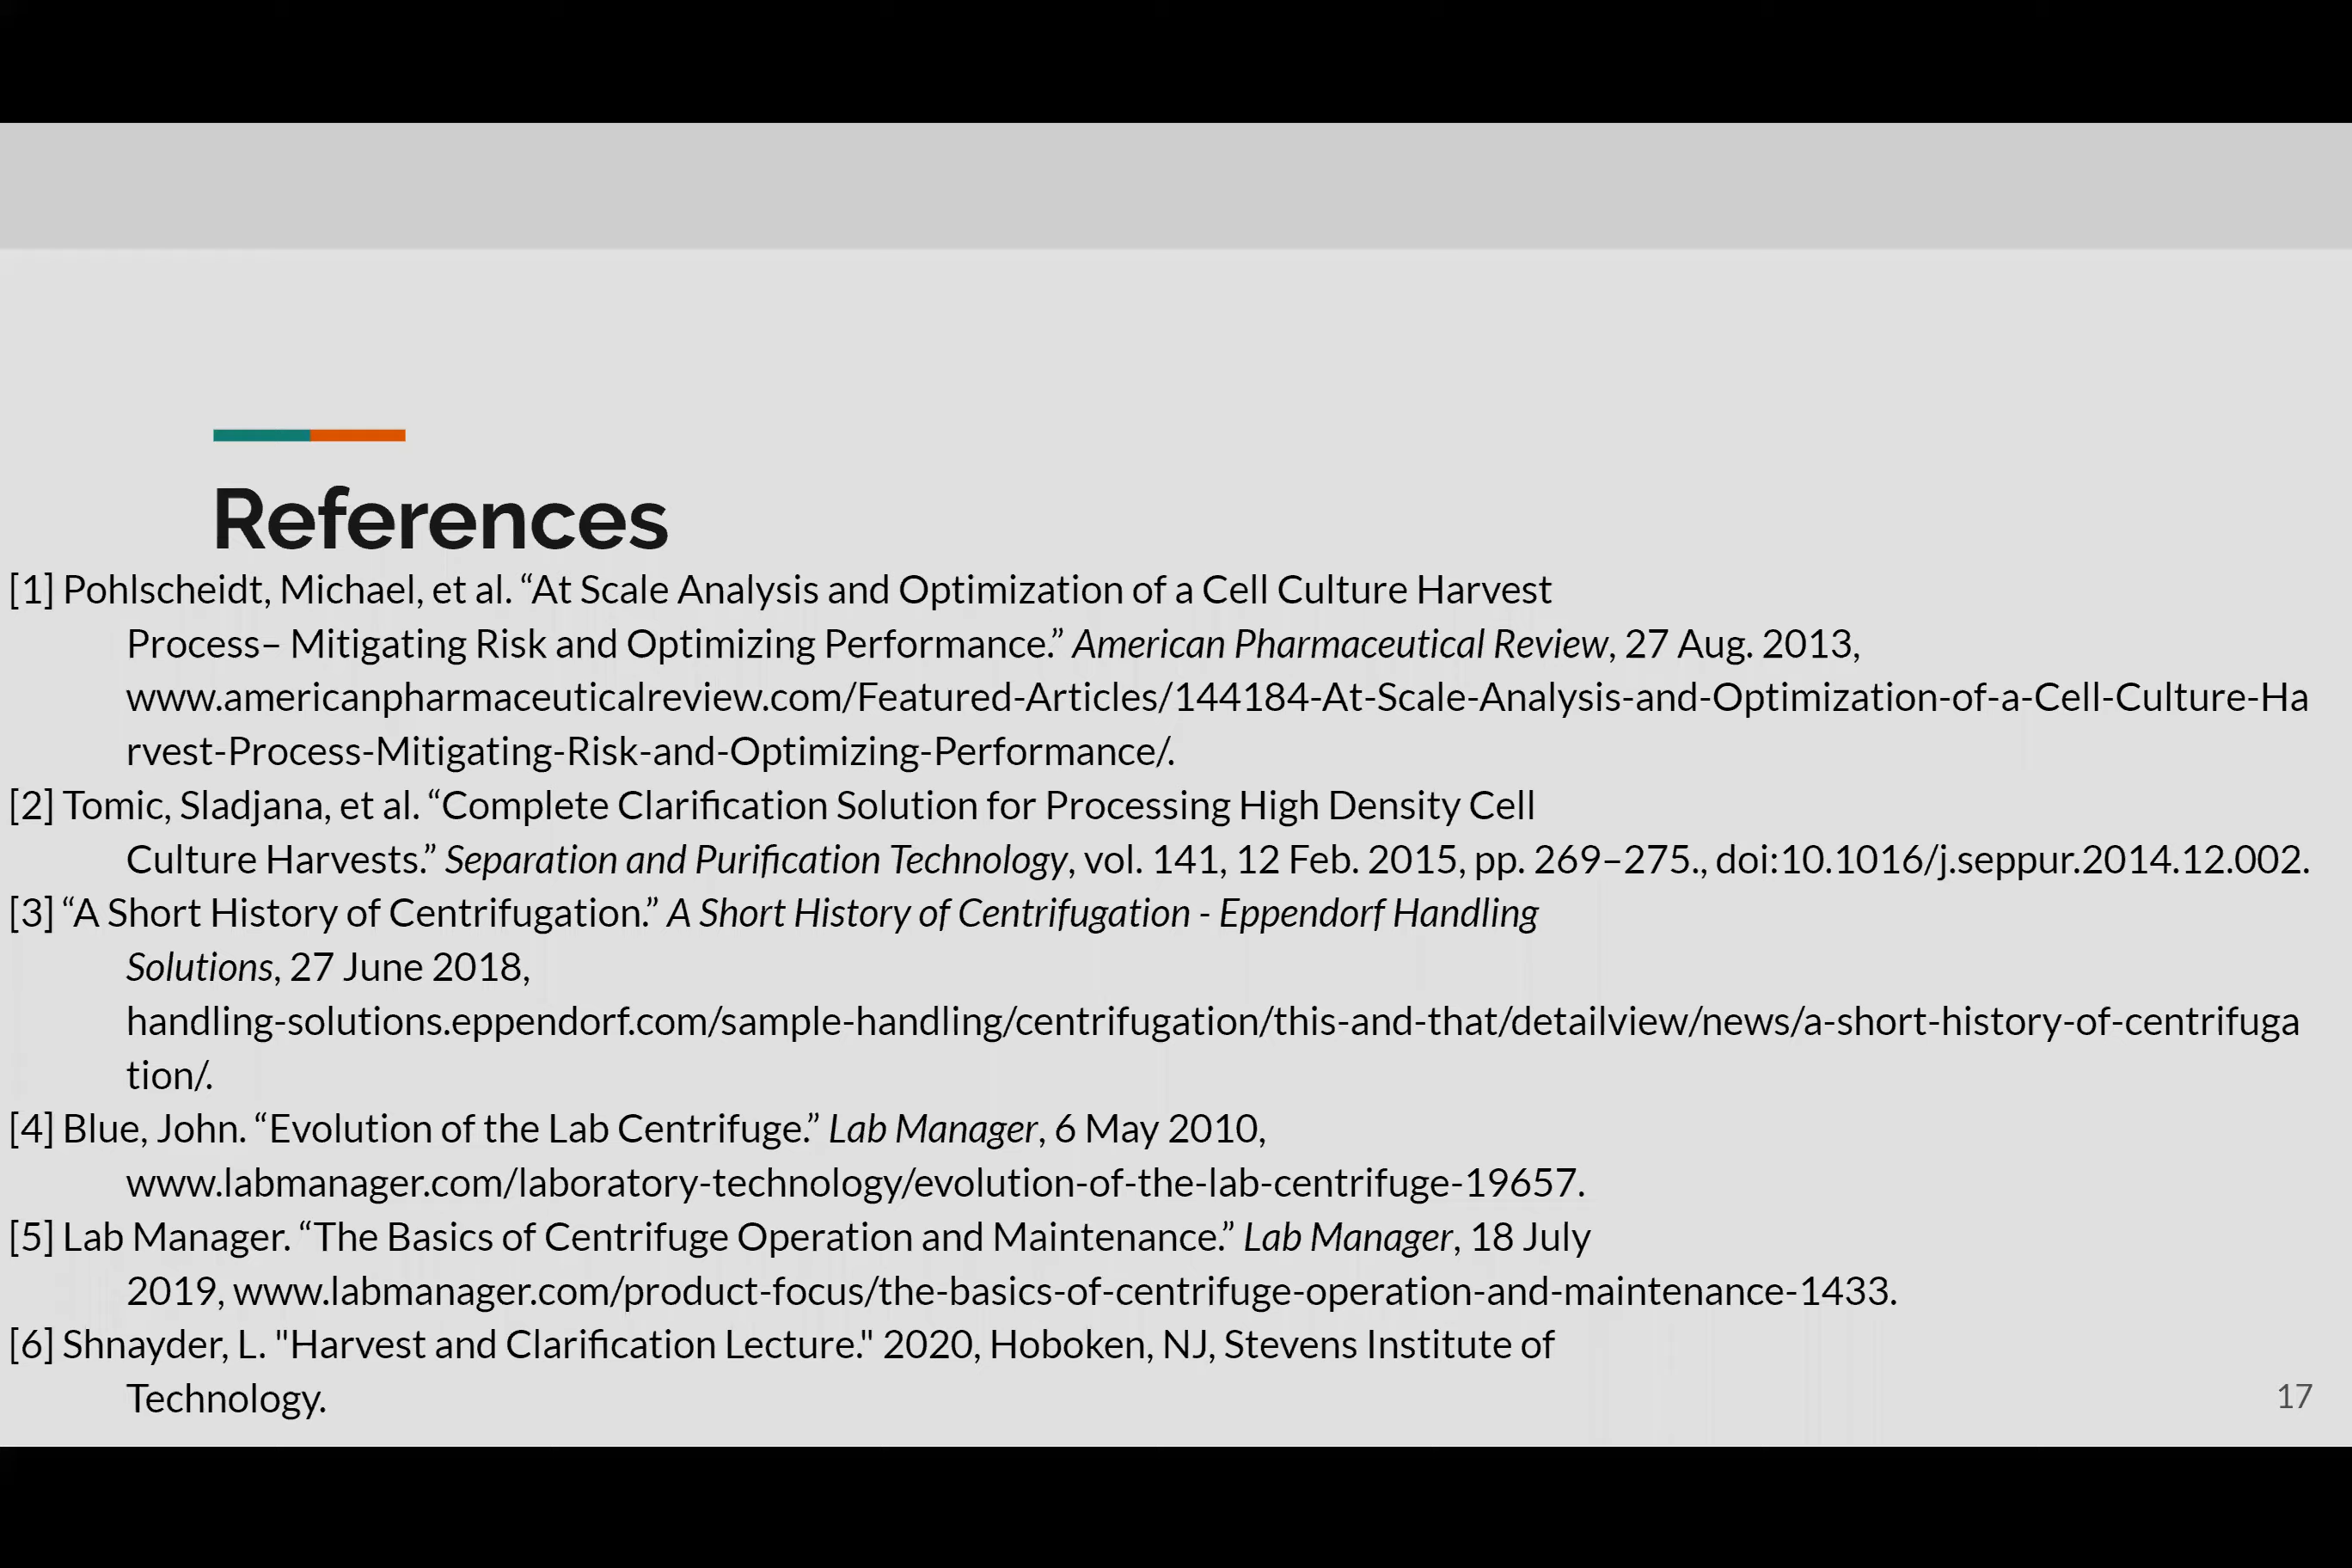 References
[1] Pohlscheidt, Michael, et al. “At Scale Analysis and Optimization of a Cell Culture Harvest
Process– Mitigating Risk and Optimizing Performance.” American Pharmaceutical Review, 27 Aug. 2013,
www.americanpharmaceuticalreview.com/Featured-Articles/144184-At-Scale-Analysis-and-Optimization-of-a-Cell-Culture-Ha
rvest-Process-Mitigating-Risk-and-Optimizing-Performance/.
[2] Tomic, Sladjana, et al. “Complete Clarification Solution for Processing High Density Cell
Culture Harvests.” Separation and Purification Technology, vol. 141, 12 Feb. 2015, pp. 269–275., doi:10.1016/j.seppur.2014.12.002.
[3] “A Short History of Centrifugation.” A Short History of Centrifugation - Eppendorf Handling
Solutions, 27 June 2018,
handling-solutions.eppendorf.com/sample-handling/centrifugation/this-and-that/detailview/news/a-short-history-of-centrifuga
tion/.
[4] Blue, John. “Evolution of the Lab Centrifuge.” Lab Manager, 6 May 2010,
www.labmanager.com/laboratory-technology/evolution-of-the-lab-centrifuge-19657.
[5] Lab Manager. “The Basics of Centrifuge Operation and Maintenance.” Lab Manager, 18 July
2019, www.labmanager.com/product-focus/the-basics-of-centrifuge-operation-and-maintenance-1433.
[6] Shnayder, L. "Harvest and Clarification Lecture." 2020, Hoboken, NJ, Stevens Institute of
Technology.
17